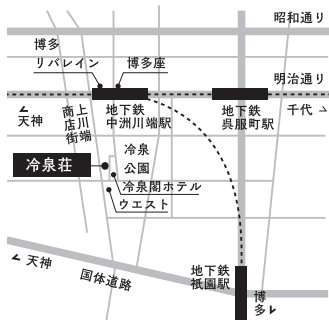 昭和通り
博多
リバレイン
博多座
明治通り
天神
上川端
商店街
地下鉄
中洲川端駅
地下鉄
呉服町駅
千代
冷泉荘
冷泉
公園
冷泉閣ホテル
ウエスト
天神
国体道路
地下鉄
祇園駅
博多